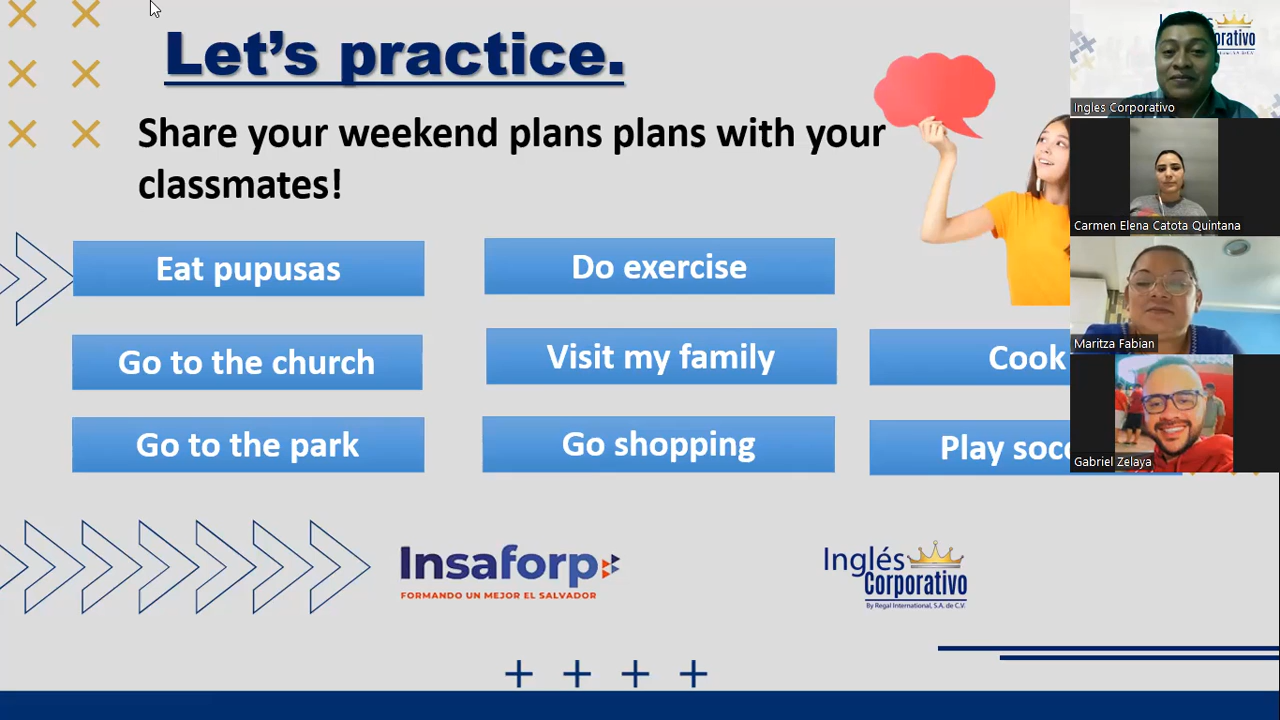 Let's practice.
Share your weekend plans plans with your
classmates!
Eat pupusas
Do exercise
Go to the church
Visit my family
Cook
Go to the park
Go shopping
Play soc
Insaforp
FORMANDO UN MEJOR EL SALVADOR
Inglés
Corporativo
By Regal International, S.A. de C.V.
Ingles Corporativo
Carmen Elena Catota Quintana
Maritza Fabian
Gabriel Zelaya